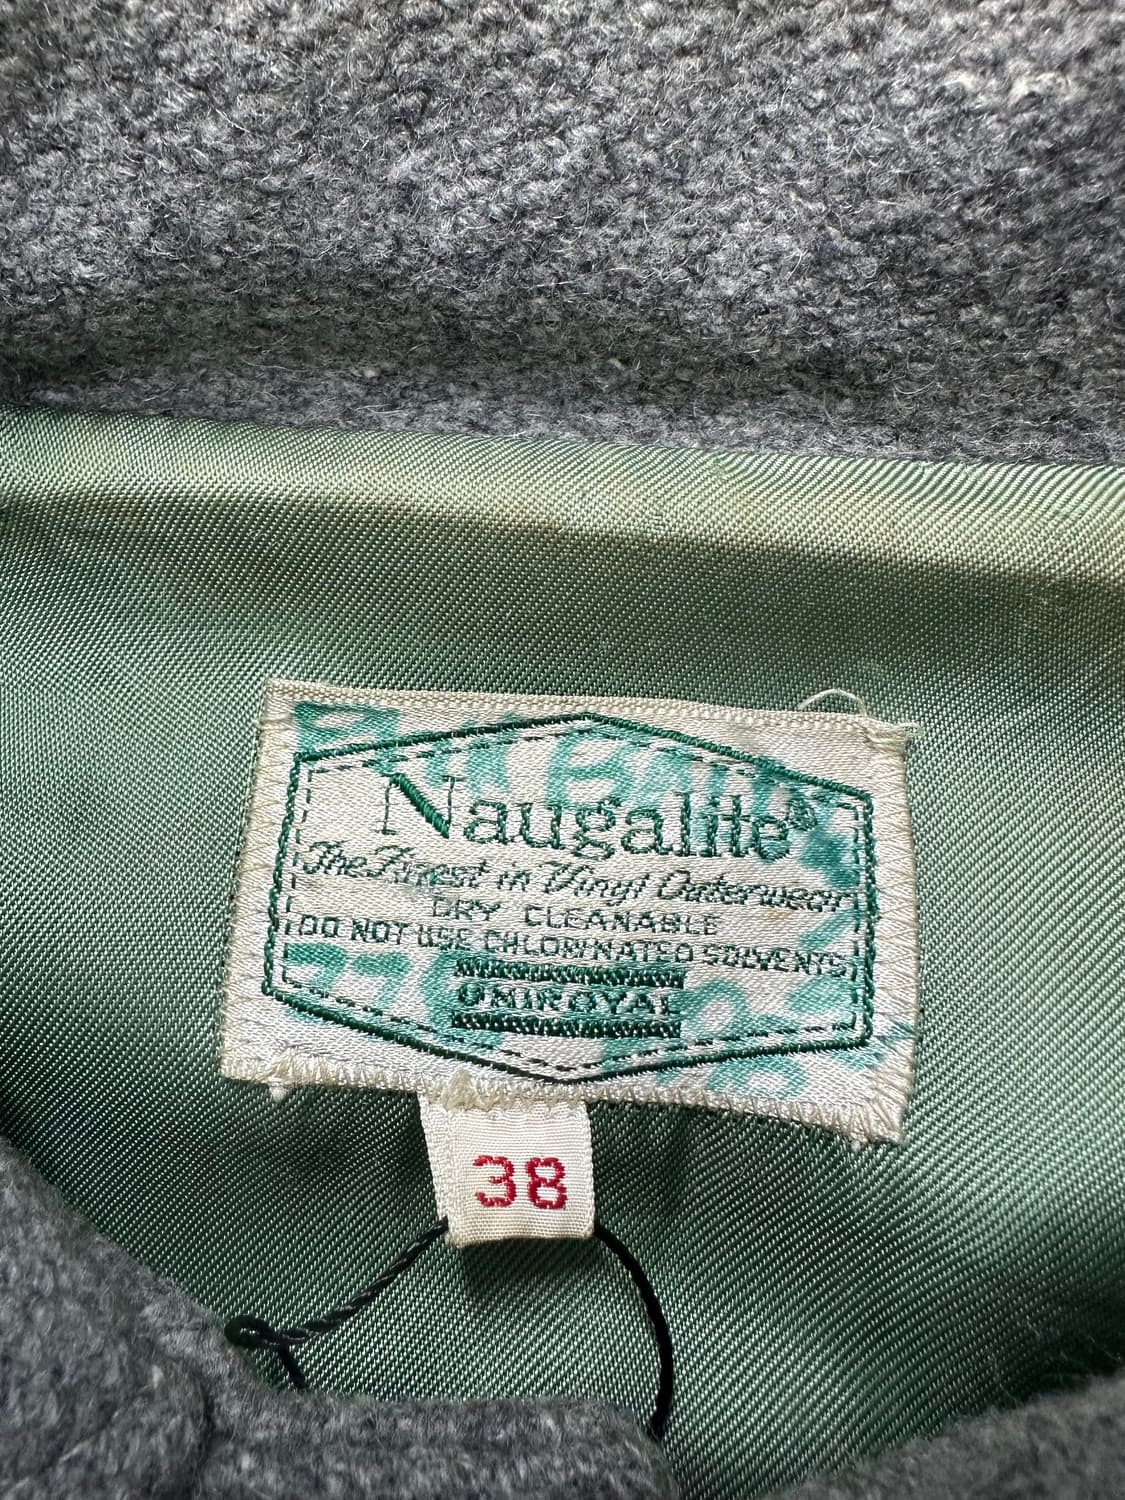 Naugalite®
The Finest in Vinyl Outerwear
DRY CLEANABLE
DO NOT USE CHLORINATED SOLVENTS
UNIROYAL
38